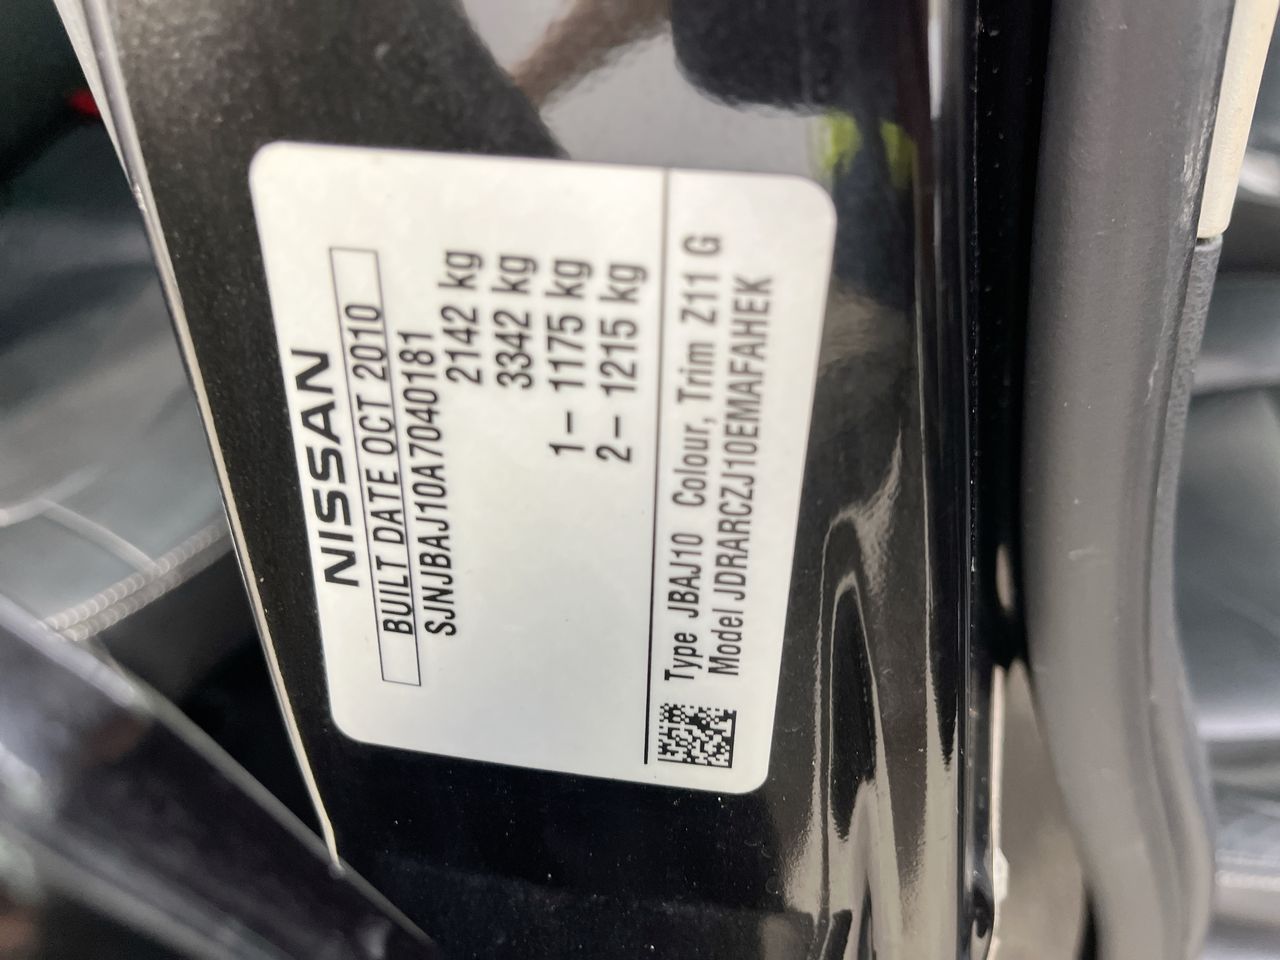 NISSAN
BUILT DATE OCT 2010
SJNJBAJ10A7040181
2142 kg
3342 kg
1– 1175 kg
2– 1215 kg
Type JBAJ10 Colour, Trim Z11 G
Model JDRARCZJ10EMAFAHEK